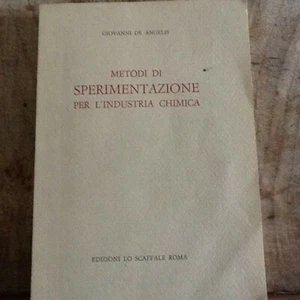 GIOVANNI DE ANGELIS
METODI DI
SPERIMENTAZIONE
PER L'INDUSTRIA CHIMICA
EDIZIONI LO SCAFFALE ROMA